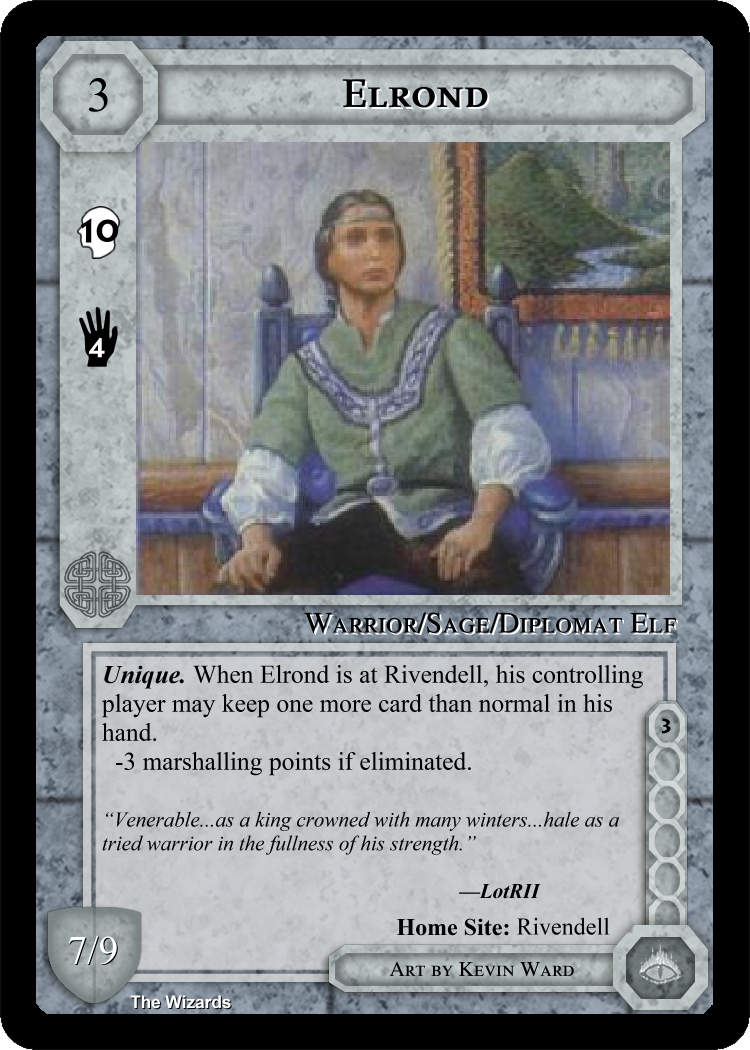 3
Elrond
10
4
Warrior/Sage/Diplomat Elf
Unique. When Elrond is at Rivendell, his controlling
player may keep one more card than normal in his
hand.
-3 marshalling points if eliminated.
3
“Venerable...as a king crowned with many winters...hale as a
tried warrior in the fullness of his strength.”
—LotRII
Home Site: Rivendell
7/9
Art by Kevin Ward
The Wizards